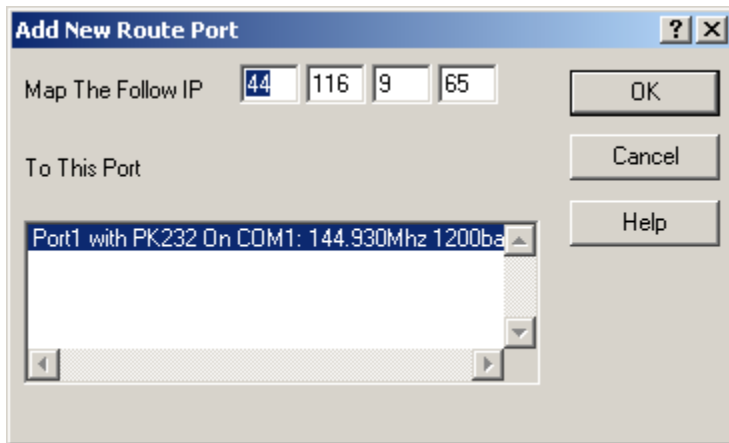 Add New Route Port
Map The Follow IP 44 116 9 65
OK
To This Port
Cancel
Help
Port1 with PK232 On COM1: 144.930Mhz 1200ba